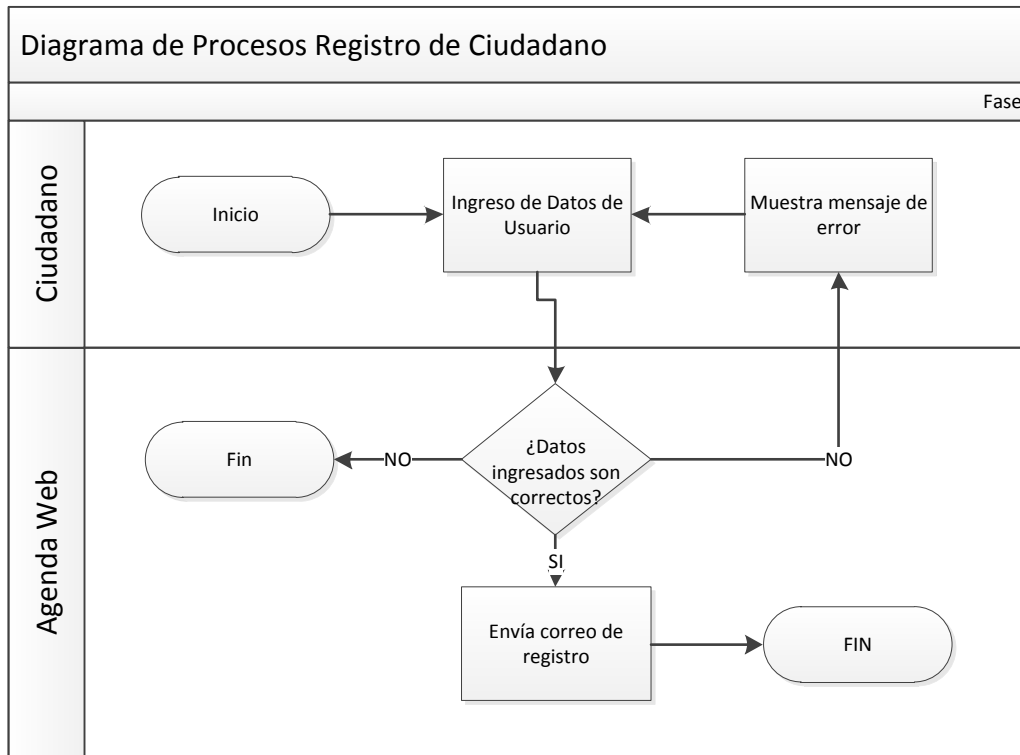 Diagrama de Procesos Registro de Ciudadano
Fase
Ciudadano
Inicio
Ingreso de Datos de
Usuario
Muestra mensaje de
error
Agenda Web
Fin
NO
¿Datos
ingresados son
correctos?
NO
SI
Envía correo de
registro
FIN